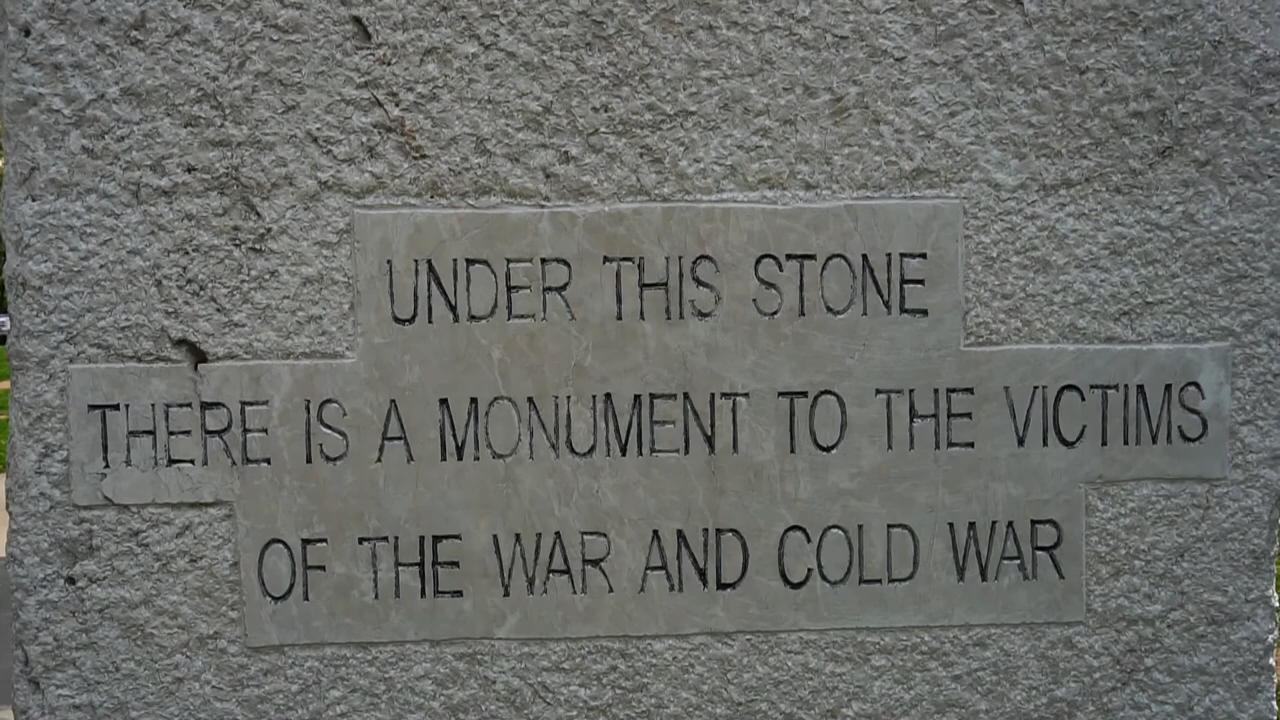 UNDER THIS STONE
THERE IS A MONUMENT TO THE VICTIMS
OF THE WAR AND COLD WAR